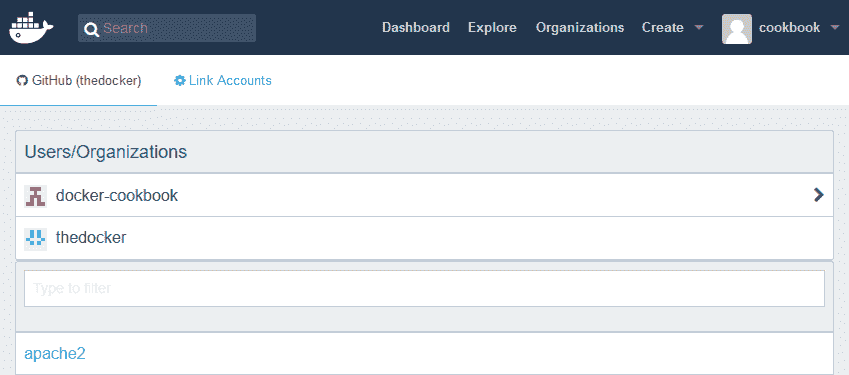 Search
Dashboard Explore Organizations Create cookbook
GitHub (thedocker) Link Accounts
Users/Organizations
docker-cookbook
thedocker
Type to filter
apache2